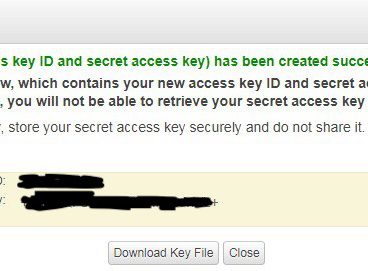 key ID and secret access key) has been created
which contains your new access key ID and secret
, you will not be able to retrieve your secret access key
, store your secret access key securely and do not share it.
Download Key File Close